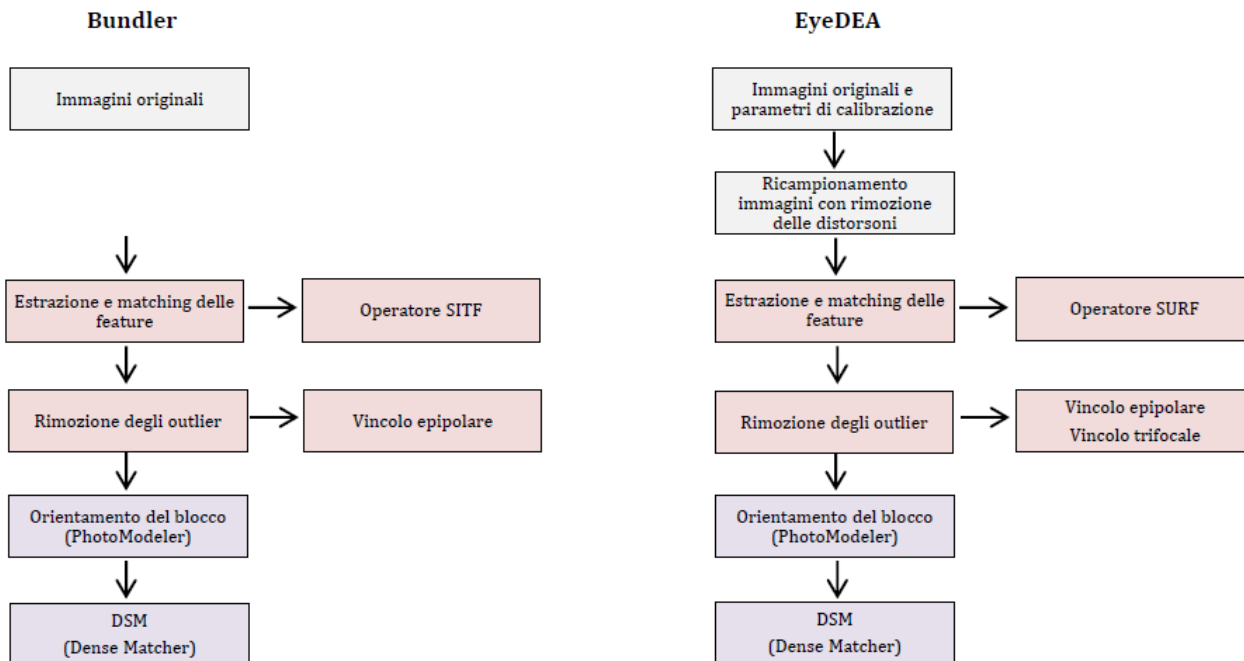 Bundler
Immagini originali
Estrazione e matching delle
feature
Operatore SITF
Rimozione degli outlier
Vincolo epipolare
Orientamento del blocco
(PhotoModeler)
DSM
(Dense Matcher)
EyeDEA
Immagini originali e
parametri di calibrazione
Ricampionamento
immagini con rimozione
delle distorsoni
Estrazione e matching delle
feature
Operatore SURF
Rimozione degli outlier
Vincolo epipolare
Vincolo trifocale
Orientamento del blocco
(PhotoModeler)
DSM
(Dense Matcher)